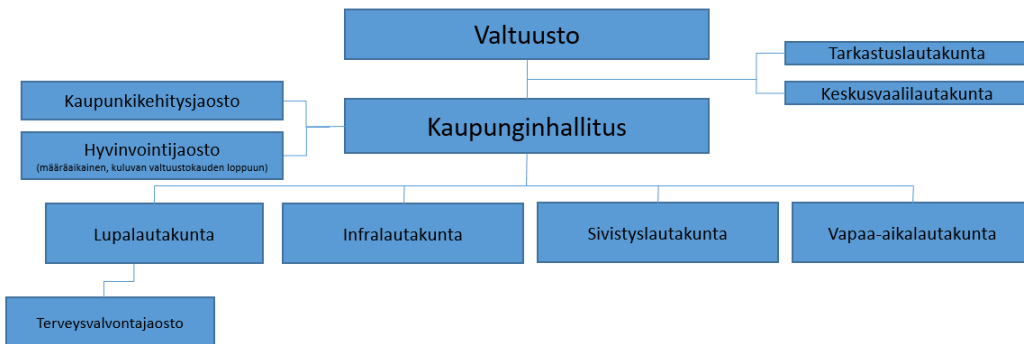 Valtuusto
Tarkastuslautakunta
Keskusvaalilautakunta
Kaupunkikehitysjaosto
Kaupunginhallitus
Hyvinvointijaosto
(määräaikainen, kuluvan valtuustokauden loppuun)
Lupalautakunta
Infralautakunta
Sivistyslautakunta
Vapaa-aikalautakunta
Terveysvalvontajaosto